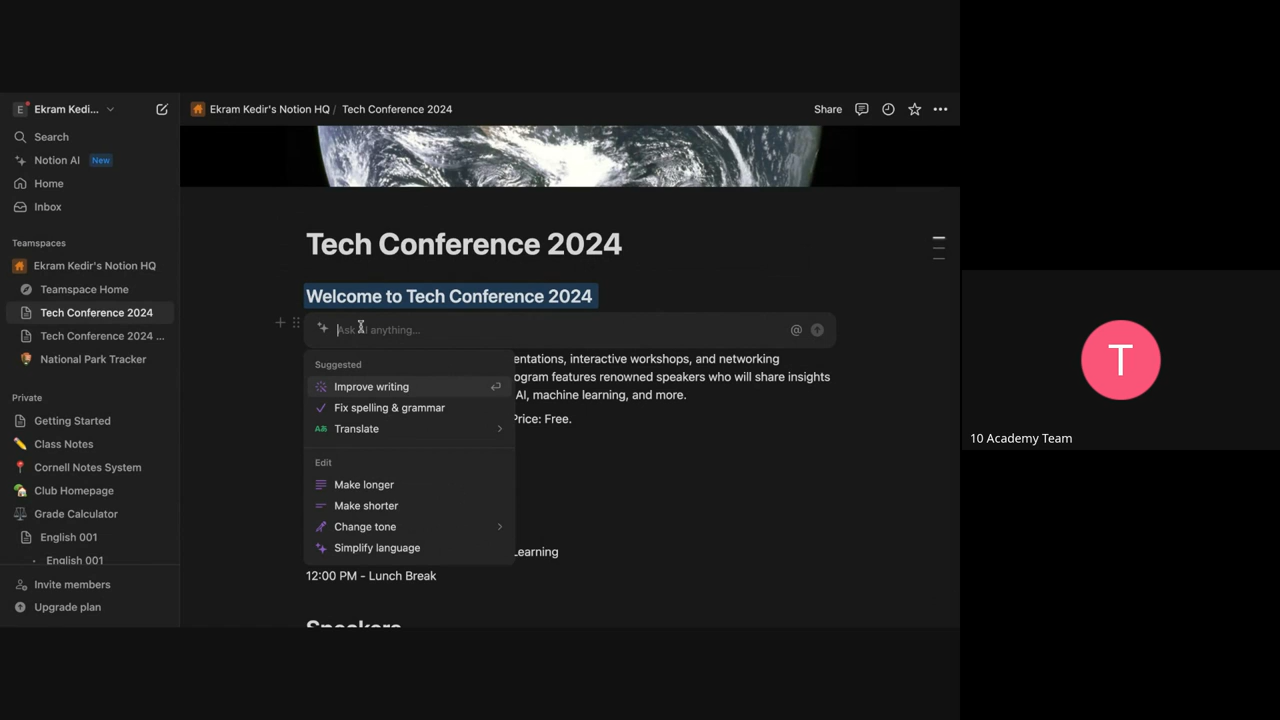 E Ekram Kedi...
Search
Notion AI New
Home
Inbox
Teamspaces
Ekram Kedir's Notion HQ
Teamspace Home
Tech Conference 2024
Tech Conference 2024 ...
National Park Tracker
Private
Getting Started
Class Notes
Cornell Notes System
Club Homepage
Grade Calculator
English 001
English 001
Invite members
Upgrade plan
Ekram Kedir's Notion HQ / Tech Conference 2024
Share
Tech Conference 2024
Welcome to Tech Conference 2024
Ask AI anything... @
entations, interactive workshops, and networking
ogram features renowned speakers who will share insights
AI, machine learning, and more.
Price: Free.
Suggested
Improve writing
Fix spelling & grammar
Translate
Edit
Make longer
Make shorter
Change tone
Simplify language
Learning
12:00 PM - Lunch Break
Speakers
T
10 Academy Team